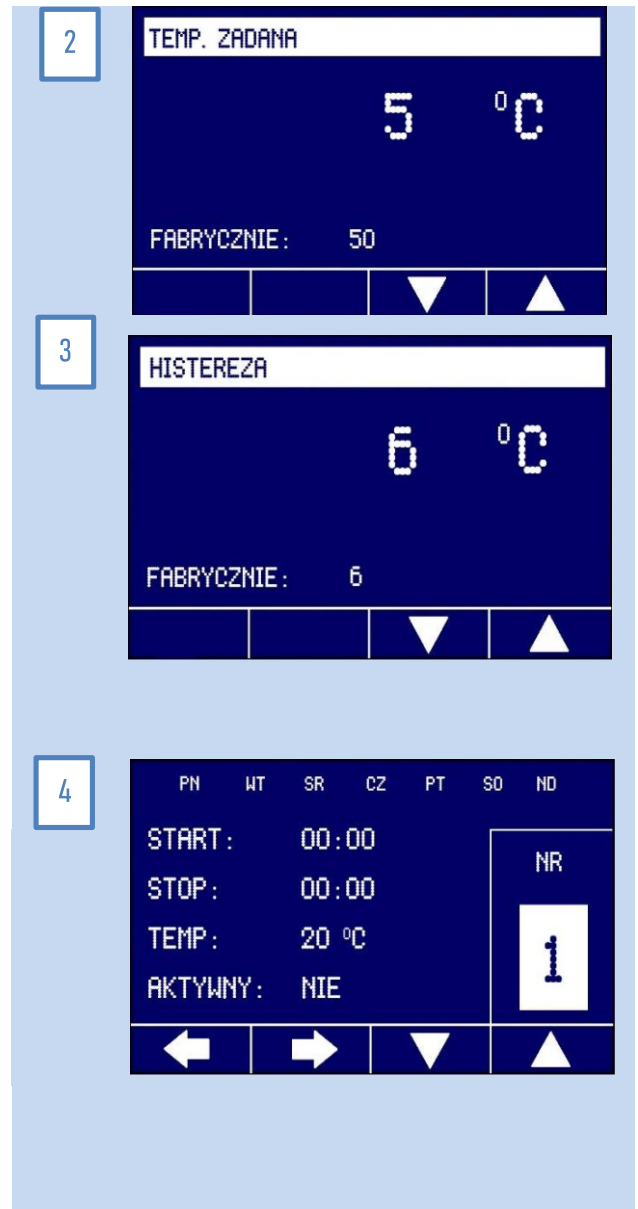 2
TEMP. ZADANA
5 °C
FABRYCZNIE: 50
3
HISTEREZA
6 °C
FABRYCZNIE: 6
4
PN WT SR CZ PT SO ND
START: 00:00
STOP: 00:00
TEMP: 20 °C
AKTYWNY: NIE
NR
1